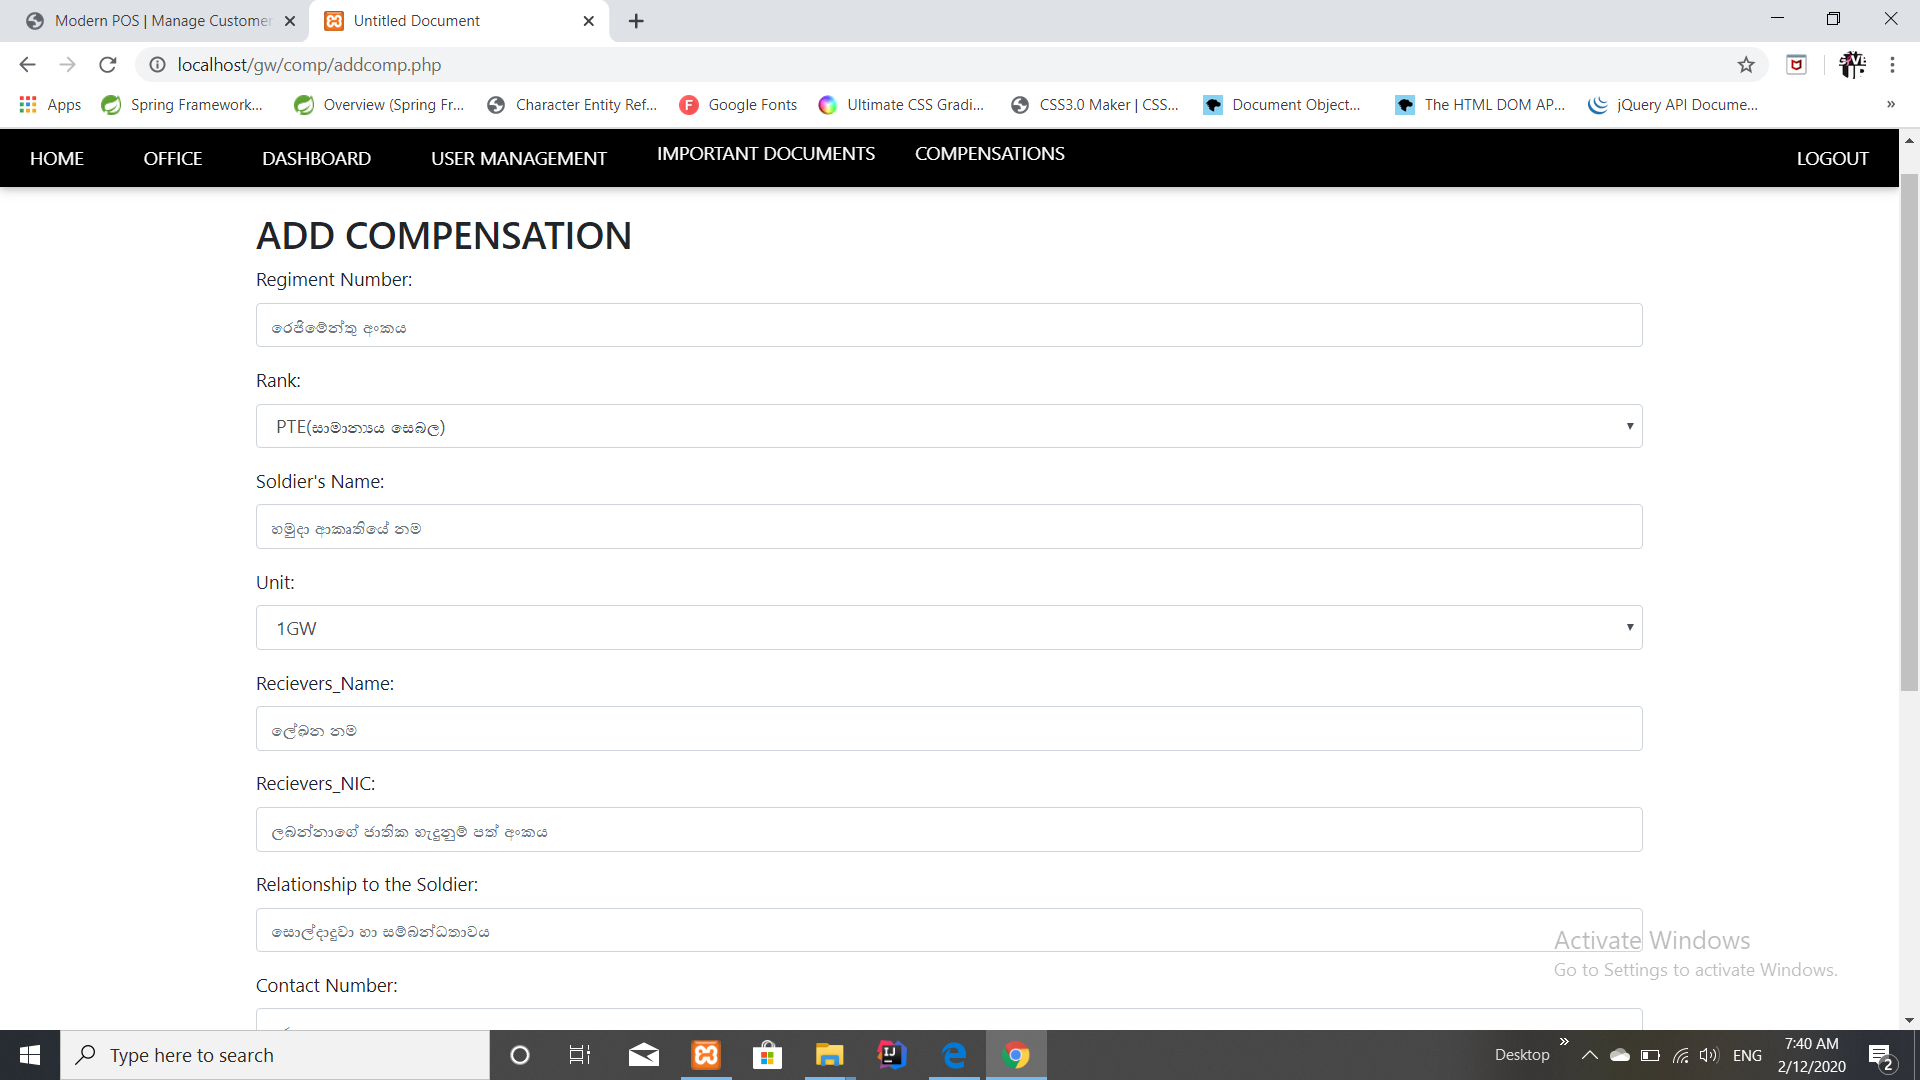 Modern POS | Manage Customer
Untitled Document
localhost/gw/comp/addcomp.php
Apps
Spring Framework...
Overview (Spring Fr...
Character Entity Ref...
Google Fonts
Ultimate CSS Gradi...
CSS3.0 Maker | CSS...
Document Object...
The HTML DOM AP...
jQuery API Docume...
»
HOME
OFFICE
DASHBOARD
USER MANAGEMENT
IMPORTANT DOCUMENTS
COMPENSATIONS
LOGOUT
ADD COMPENSATION
Regiment Number:
රෙජිමේන්තු අංකය
Rank:
PTE(සාමාන්‍යය සෙබල)
Soldier's Name:
හමුදා ආකෘතියේ නම
Unit:
1GW
Recievers_Name:
ලේඛන නම
Recievers_NIC:
ලබන්නාගේ ජාතික හැදුනුම් පත් අංකය
Relationship to the Soldier:
සොල්දාදුවා හා සම්බන්ධතාවය
Contact Number:
Activate Windows
Go to Settings to activate Windows.
Type here to search
Desktop
»
ENG
7:40 AM
2/12/2020
2